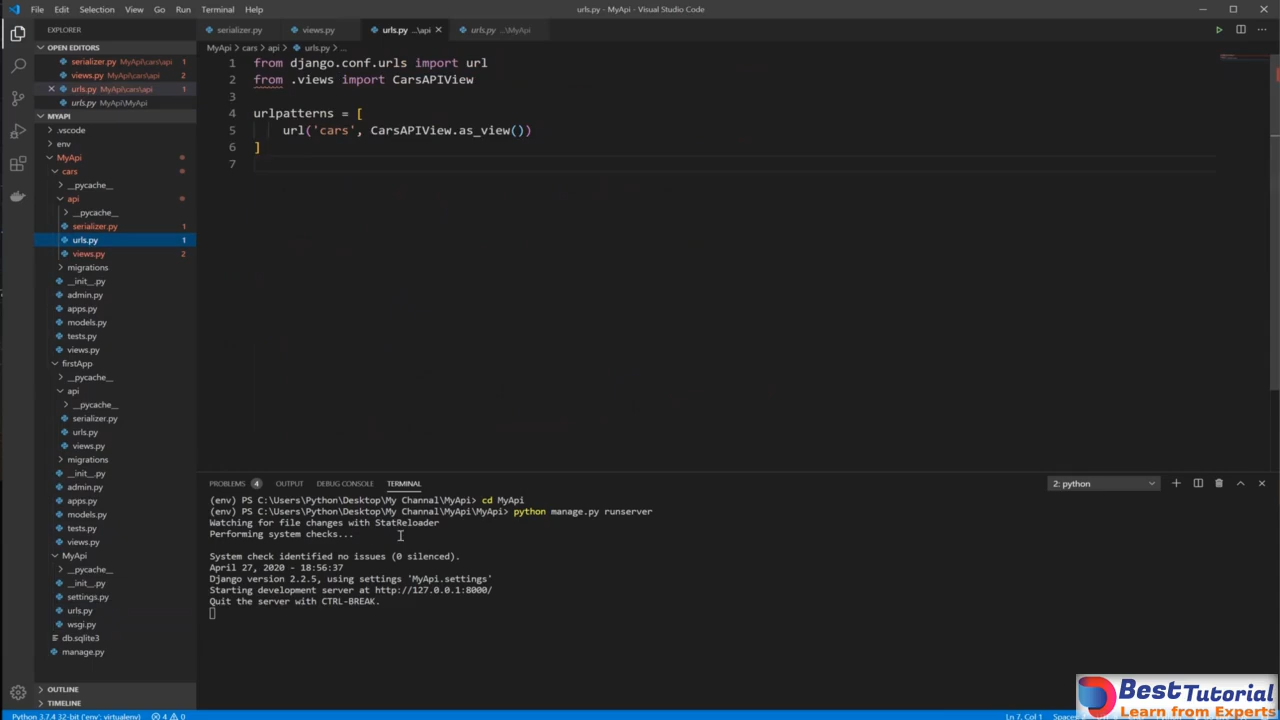 File Edit Selection View Go Run Terminal Help
urls.py - MyApi - Visual Studio Code
EXPLORER
OPEN EDITORS
serializer.py MyApi\cars\api 1
views.py MyApi\cars\api 2
urls.py MyApi\cars\api 1
urls.py MyApi\MyApi
MYAPI
.vscode
env
MyApi
cars
__pycache__
api
__pycache__
serializer.py 1
urls.py 1
views.py 2
migrations
__init__.py
admin.py
apps.py
models.py
tests.py
views.py
firstApp
__pycache__
api
__pycache__
serializer.py
urls.py
views.py
migrations
__init__.py
admin.py
apps.py
models.py
tests.py
views.py
MyApi
__pycache__
__init__.py
settings.py
urls.py
wsgi.py
db.sqlite3
manage.py
OUTLINE
TIMELINE
serializer.py views.py urls.py ...\api urls.py ...\MyApi
MyApi > cars > api > urls.py > ...
1 from django.conf.urls import url
2 from .views import CarsAPIView
3
4 urlpatterns = [
5 url('cars', CarsAPIView.as_view())
6 ]
7
PROBLEMS 4 OUTPUT DEBUG CONSOLE TERMINAL 2: python
(env) PS C:\Users\Python\Desktop\My Channal\MyApi> cd MyApi
(env) PS C:\Users\Python\Desktop\My Channal\MyApi\MyApi> python manage.py runserver
Watching for file changes with StatReloader
Performing system checks...
System check identified no issues (0 silenced).
April 27, 2020 - 18:56:37
Django version 2.2.5, using settings 'MyApi.settings'
Starting development server at http://127.0.0.1:8000/
Quit the server with CTRL-BREAK.
Python 3.7.4 32-bit ('env': virtualenv) 4 0
Ln 7, Col 1 Spaces
BestTutorial
Learn from Experts